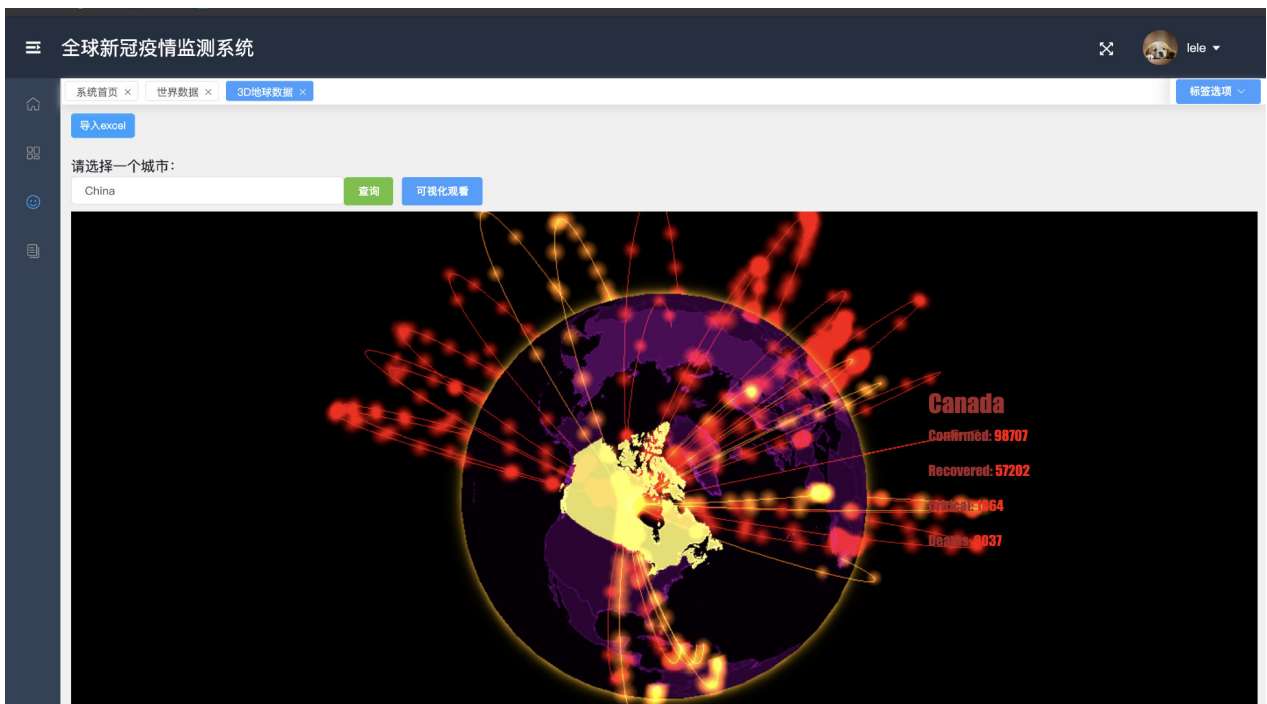 全球新冠疫情监测系统
lele
系统首页 × 世界数据 × 3D地球数据 ×
标签选项
导入excel
请选择一个城市：
China 查询 可视化观看
Canada
Confirmed: 98707
Recovered: 57202